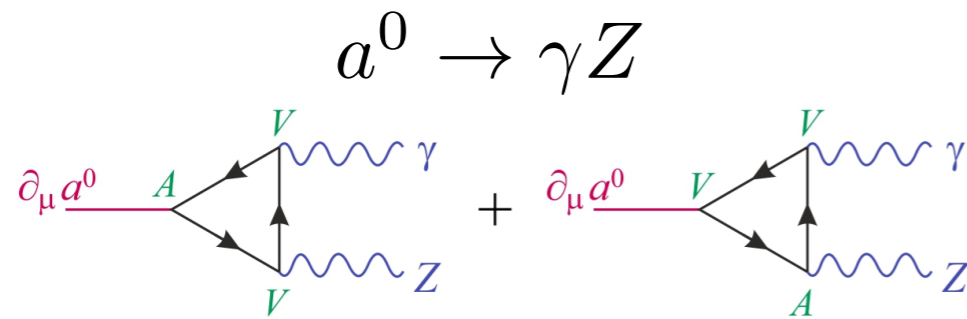 a⁰ → γZ
V V
γ γ
∂μ a⁰ A + ∂μ a⁰ V
Z Z
V A